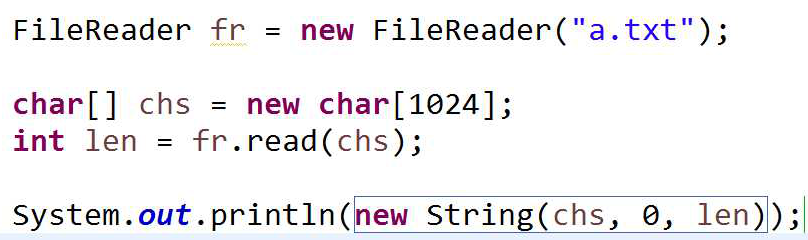 FileReader fr = new FileReader("a.txt");
char[] chs = new char[1024];
int len = fr.read(chs);
System.out.println(new String(chs, 0, len));